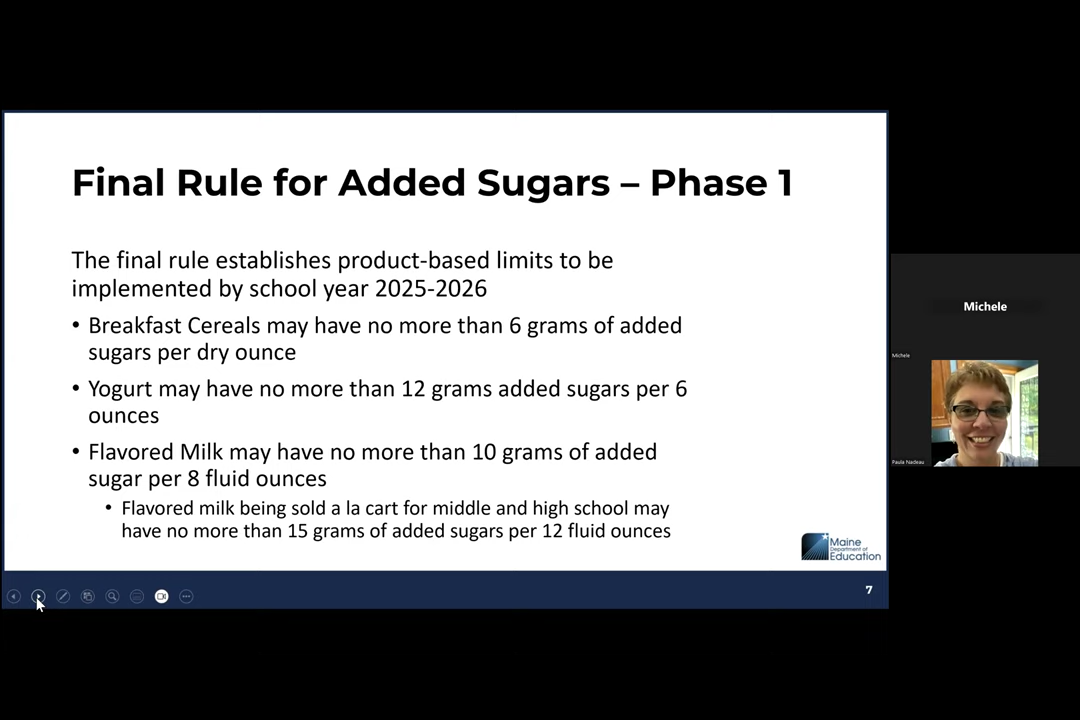 Final Rule for Added Sugars – Phase 1
The final rule establishes product-based limits to be
implemented by school year 2025-2026
• Breakfast Cereals may have no more than 6 grams of added
sugars per dry ounce
• Yogurt may have no more than 12 grams added sugars per 6
ounces
• Flavored Milk may have no more than 10 grams of added
sugar per 8 fluid ounces
• Flavored milk being sold a la cart for middle and high school may
have no more than 15 grams of added sugars per 12 fluid ounces
Maine
Department of
Education
7
Michele
Michele
Paula Nadeau